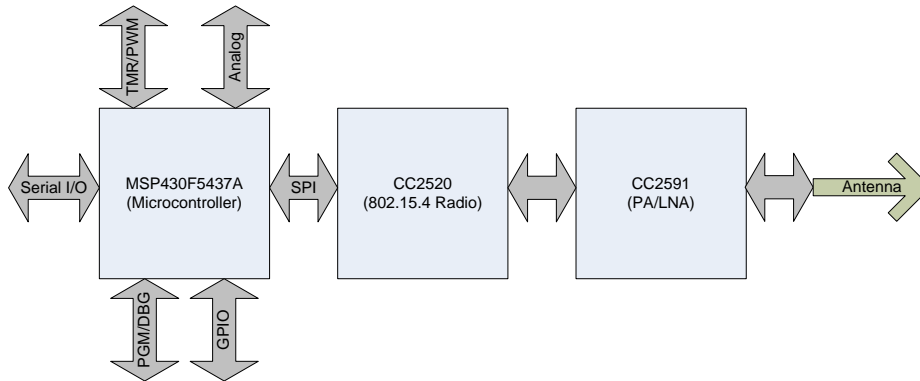 TMR/PWM
Analog
Serial I/O
MSP430F5437A
(Microcontroller)
SPI
CC2520
(802.15.4 Radio)
CC2591
(PA/LNA)
Antenna
PGM/DBG
GPIO